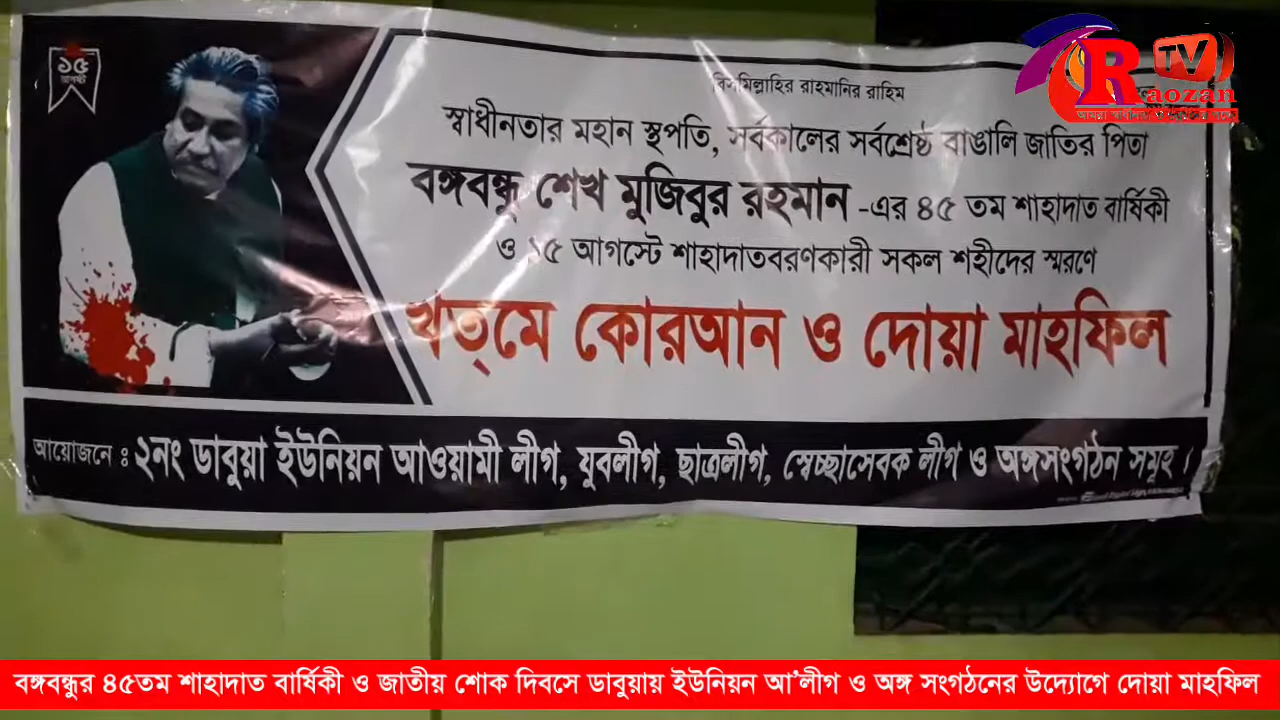 ১৫
আগস্ট
বিসমিল্লাহির রাহমানির রাহিম
স্বাধীনতার মহান স্থপতি, সর্বকালের সর্বশ্রেষ্ঠ বাঙালি জাতির পিতা
বঙ্গবন্ধু শেখ মুজিবুর রহমান -এর ৪৫ তম শাহাদাত বার্ষিকী
ও ১৫ আগস্টে শাহাদাতবরণকারী সকল শহীদের স্মরণে
খত্মে কোরআন ও দোয়া মাহফিল
আয়োজনে : ২নং ডাবুয়া ইউনিয়ন আওয়ামী লীগ, যুবলীগ, ছাত্রলীগ, স্বেচ্ছাসেবক লীগ ও অঙ্গসংগঠন সমূহ ।
R TV
Raozan
বঙ্গবন্ধুর ৪৫তম শাহাদাত বার্ষিকী ও জাতীয় শোক দিবসে ডাবুয়ায় ইউনিয়ন আ'লীগ ও অঙ্গ সংগঠনের উদ্যোগে দোয়া মাহফিল